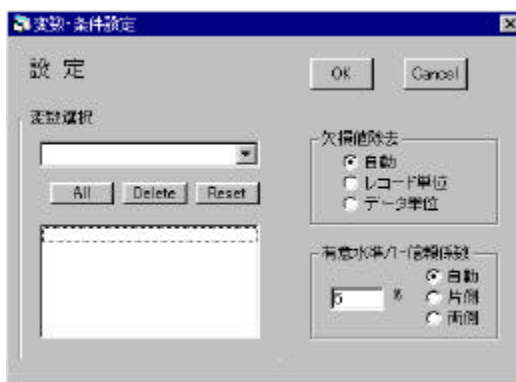 変数・条件設定
設 定
OK
Cancel
変数選択
All
Delete
Reset
欠損値除去
自動
レコード単位
データ単位
有意水準/1-信頼係数
5 %
自動
片側
両側